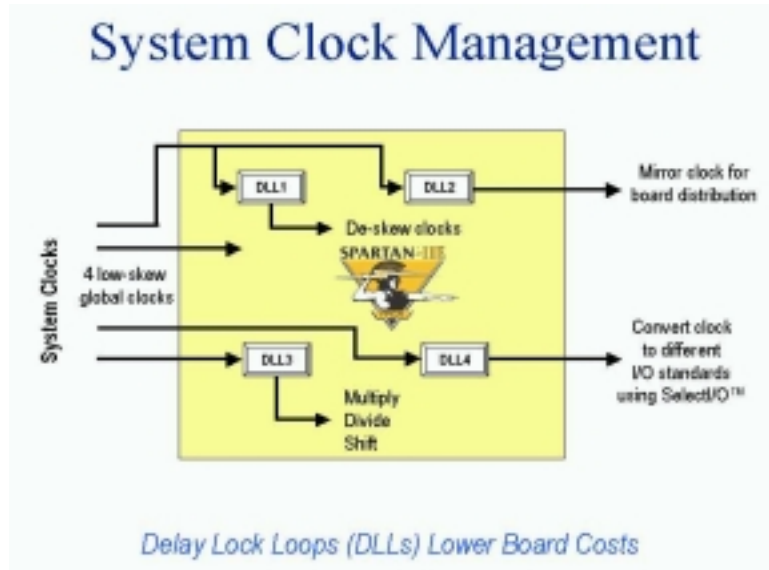 System Clock Management
DLL1
DLL2
Mirror clock for
board distribution
De-skew clocks
System Clocks
4 low-skew
global clocks
DLL3
DLL4
Convert clock
to different
I/O standards
using SelectI/O™
Multiply
Divide
Shift
Delay Lock Loops (DLLs) Lower Board Costs